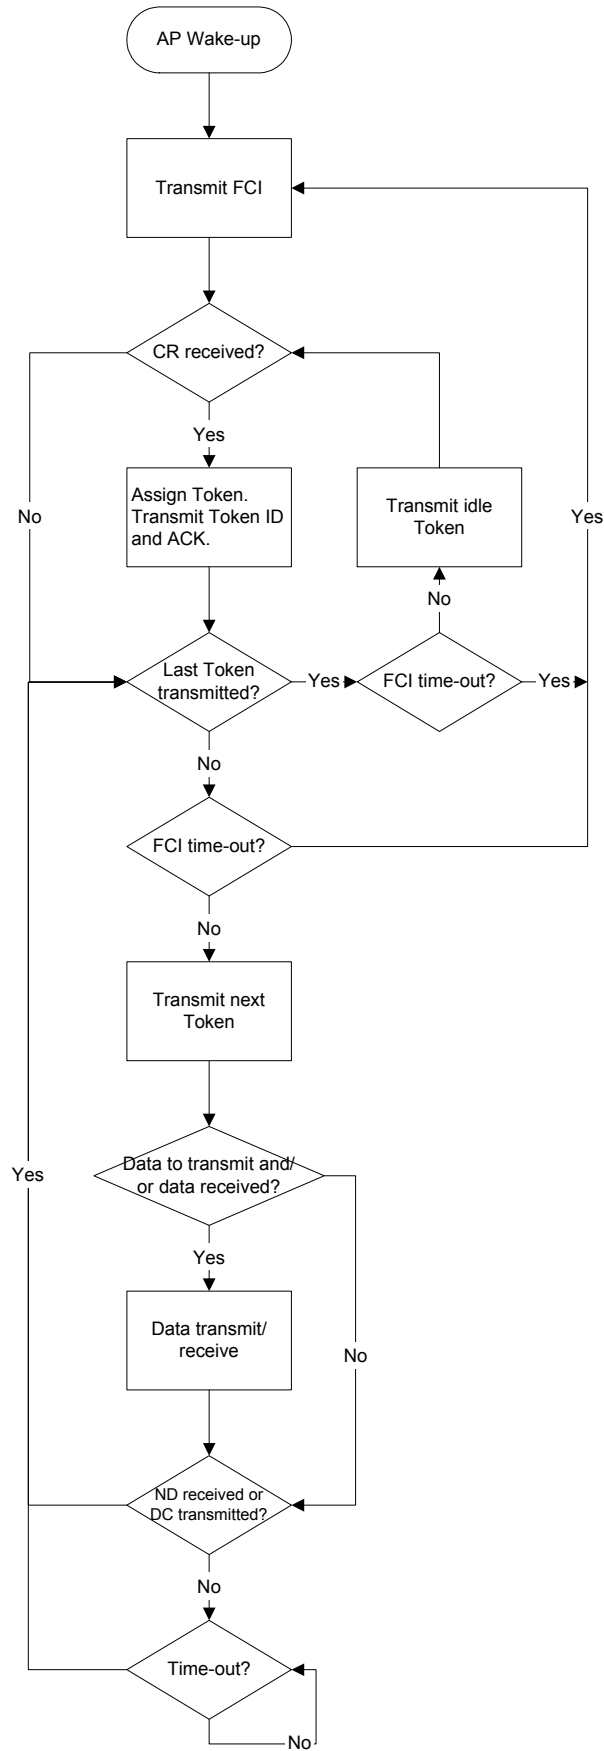 AP Wake-up
Transmit FCI
CR received?
Yes
No
Assign Token.
Transmit Token ID
and ACK.
Transmit idle
Token
Yes
No
Last Token
transmitted?
Yes
FCI time-out?
Yes
No
FCI time-out?
No
Transmit next
Token
Data to transmit and/
or data received?
Yes
Yes
Data transmit/
receive
No
ND received or
DC transmitted?
No
Time-out?
No